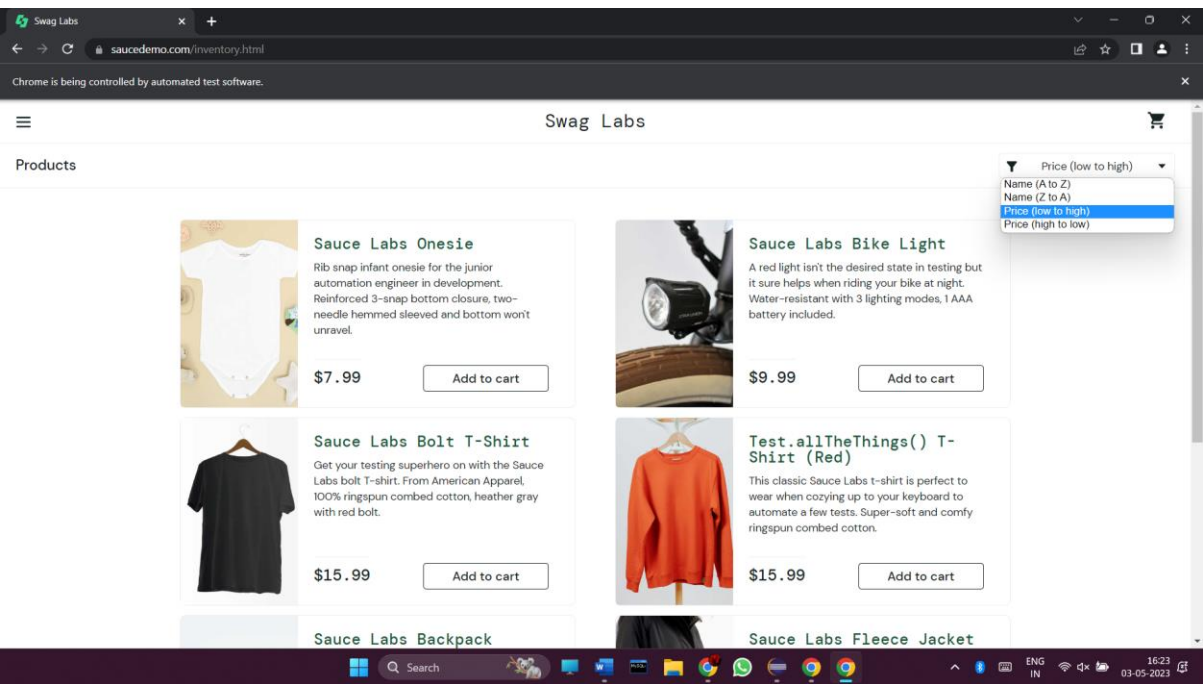 Swag Labs
saucedemo.com/inventory.html
Chrome is being controlled by automated test software.
Swag Labs
Products
Price (low to high)
Name (A to Z)
Name (Z to A)
Price (low to high)
Price (high to low)
Sauce Labs Onesie
Rib snap infant onesie for the junior
automation engineer in development.
Reinforced 3-snap bottom closure, two-
needle hemmed sleeved and bottom won't
unravel.
$7.99
Add to cart
Sauce Labs Bike Light
A red light isn't the desired state in testing but
it sure helps when riding your bike at night.
Water-resistant with 3 lighting modes, 1 AAA
battery included.
$9.99
Add to cart
Sauce Labs Bolt T-Shirt
Get your testing superhero on with the Sauce
Labs bolt T-shirt. From American Apparel,
100% ringspun combed cotton, heather gray
with red bolt.
$15.99
Add to cart
Test.allTheThings() T-
Shirt (Red)
This classic Sauce Labs t-shirt is perfect to
wear when cozying up to your keyboard to
automate a few tests. Super-soft and comfy
ringspun combed cotton.
$15.99
Add to cart
Sauce Labs Backpack
Sauce Labs Fleece Jacket
Search
ENG
IN
16:23
03-05-2023